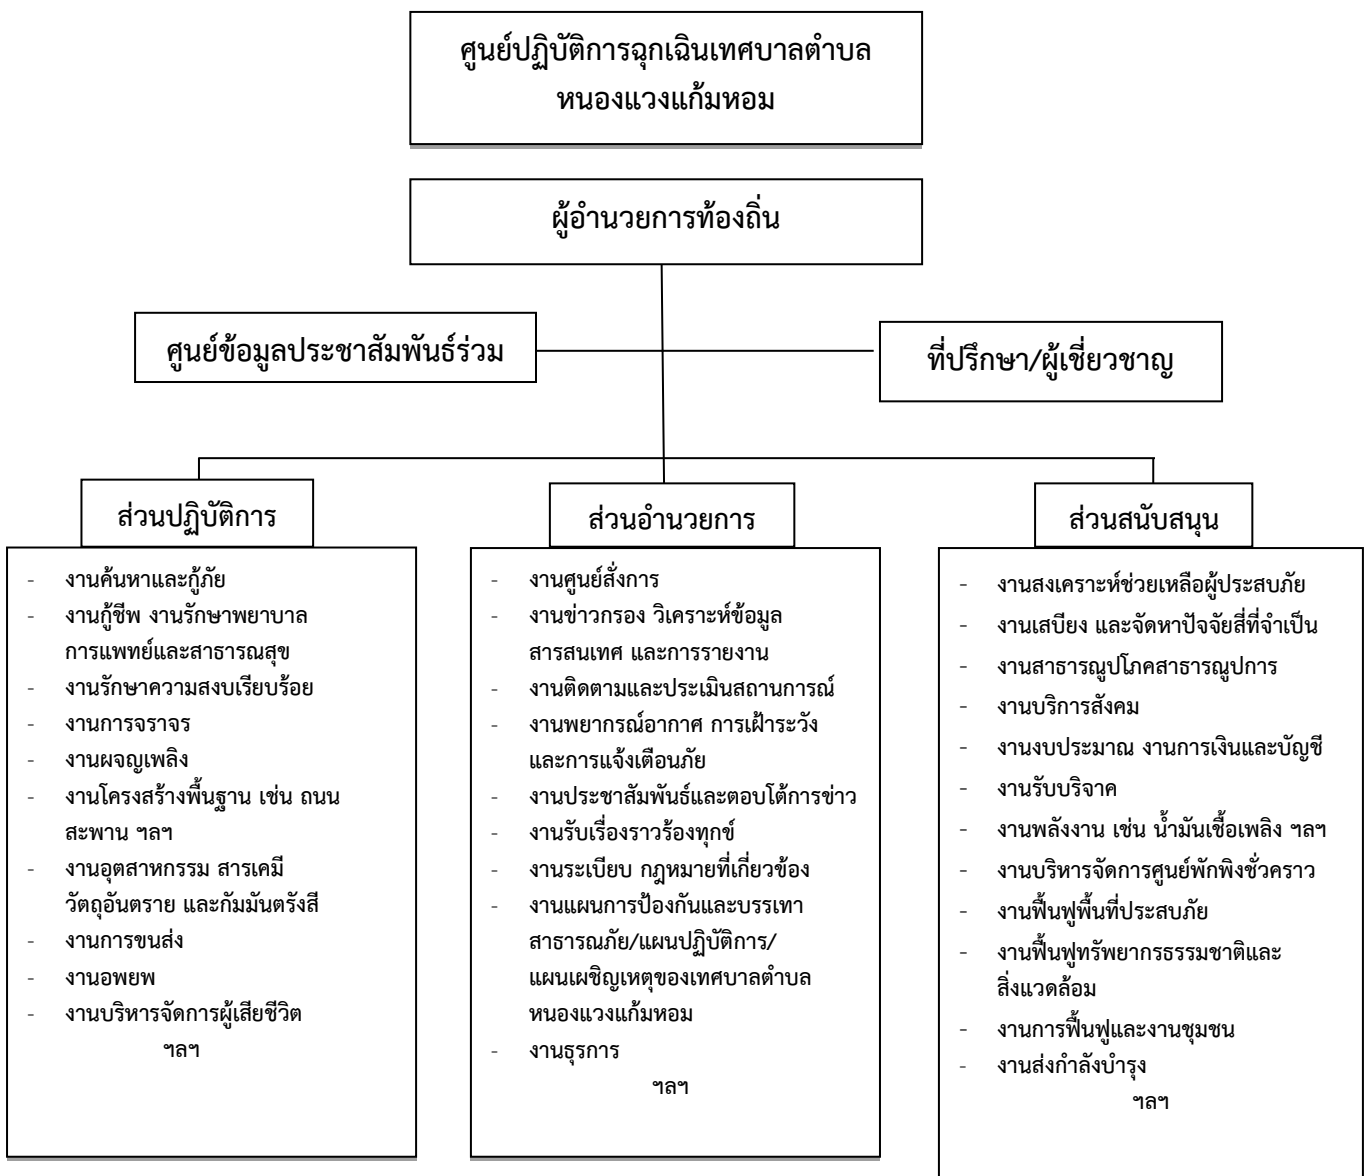 ศูนย์ปฏิบัติการฉุกเฉินเทศบาลตำบล
หนองแวงแก้มหอม
ผู้อำนวยการท้องถิ่น
ศูนย์ข้อมูลประชาสัมพันธ์ร่วม
ที่ปรึกษา/ผู้เชี่ยวชาญ
ส่วนปฏิบัติการ
- งานค้นหาและกู้ภัย
- งานกู้ชีพ งานรักษาพยาบาล
การแพทย์และสาธารณสุข
- งานรักษาความสงบเรียบร้อย
- งานการจราจร
- งานผจญเพลิง
- งานโครงสร้างพื้นฐาน เช่น ถนน
สะพาน ฯลฯ
- งานอุตสาหกรรม สารเคมี
วัตถุอันตราย และกัมมันตรังสี
- งานการขนส่ง
- งานอพยพ
- งานบริหารจัดการผู้เสียชีวิต
ฯลฯ
ส่วนอำนวยการ
- งานศูนย์สั่งการ
- งานข่าวกรอง วิเคราะห์ข้อมูล
สารสนเทศ และการรายงาน
- งานติดตามและประเมินสถานการณ์
- งานพยากรณ์อากาศ การเฝ้าระวัง
และการแจ้งเตือนภัย
- งานประชาสัมพันธ์และตอบโต้การข่าว
- งานรับเรื่องราวร้องทุกข์
- งานระเบียบ กฎหมายที่เกี่ยวข้อง
- งานแผนการป้องกันและบรรเทา
สาธารณภัย/แผนปฏิบัติการ/
แผนเผชิญเหตุของเทศบาลตำบล
หนองแวงแก้มหอม
- งานธุรการ
ฯลฯ
ส่วนสนับสนุน
- งานสงเคราะห์ช่วยเหลือผู้ประสบภัย
- งานเสบียง และจัดหาปัจจัยสี่ที่จำเป็น
- งานสาธารณูปโภคสาธารณูปการ
- งานบริการสังคม
- งานงบประมาณ งานการเงินและบัญชี
- งานรับบริจาค
- งานพลังงาน เช่น น้ำมันเชื้อเพลิง ฯลฯ
- งานบริหารจัดการศูนย์พักพิงชั่วคราว
- งานฟื้นฟูพื้นที่ประสบภัย
- งานฟื้นฟูทรัพยากรธรรมชาติและ
สิ่งแวดล้อม
- งานการฟื้นฟูและงานชุมชน
- งานส่งกำลังบำรุง
ฯลฯ